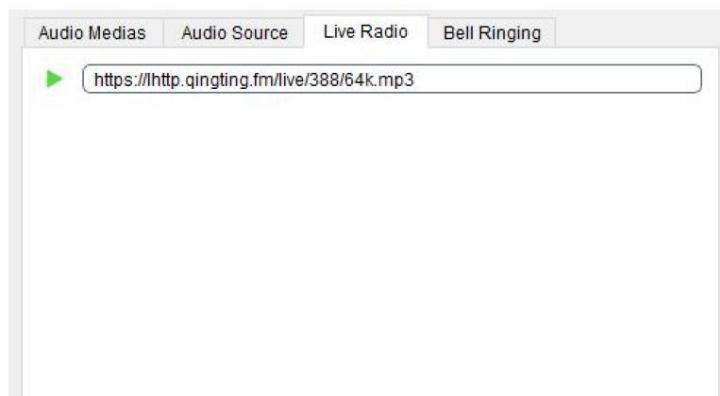 Audio Medias Audio Source Live Radio Bell Ringing
https://lhttp.qingting.fm/live/388/64k.mp3